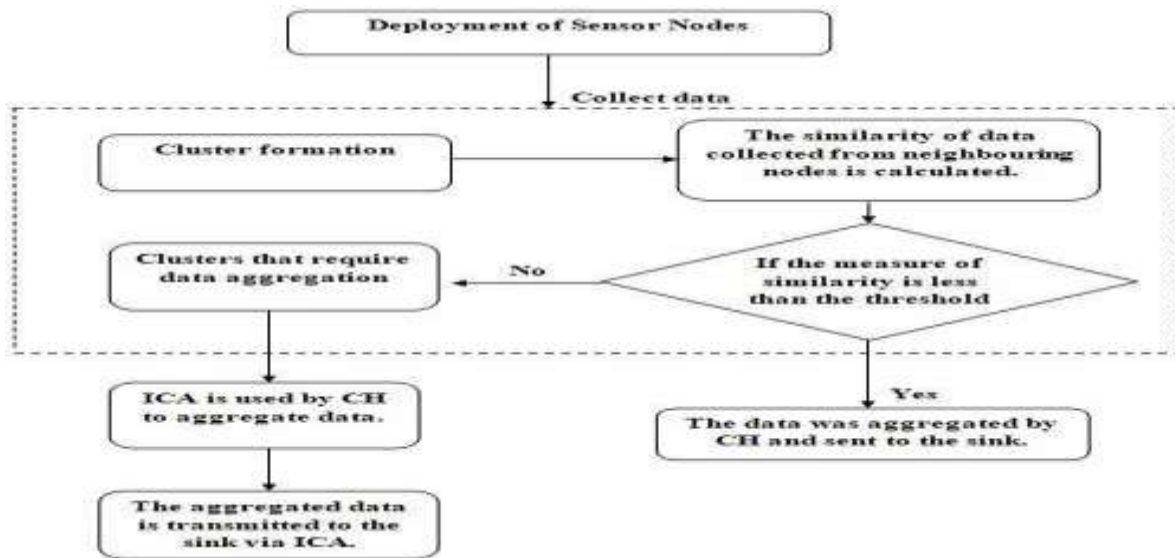 Deployment of Sensor Nodes
Collect data
Cluster formation
The similarity of data
collected from neighbouring
nodes is calculated.
Clusters that require
data aggregation
No
If the measure of
similarity is less
than the threshold
ICA is used by CH
to aggregate data.
Yes
The data was aggregated by
CH and sent to the sink.
The aggregated data
is transmitted to the
sink via ICA.